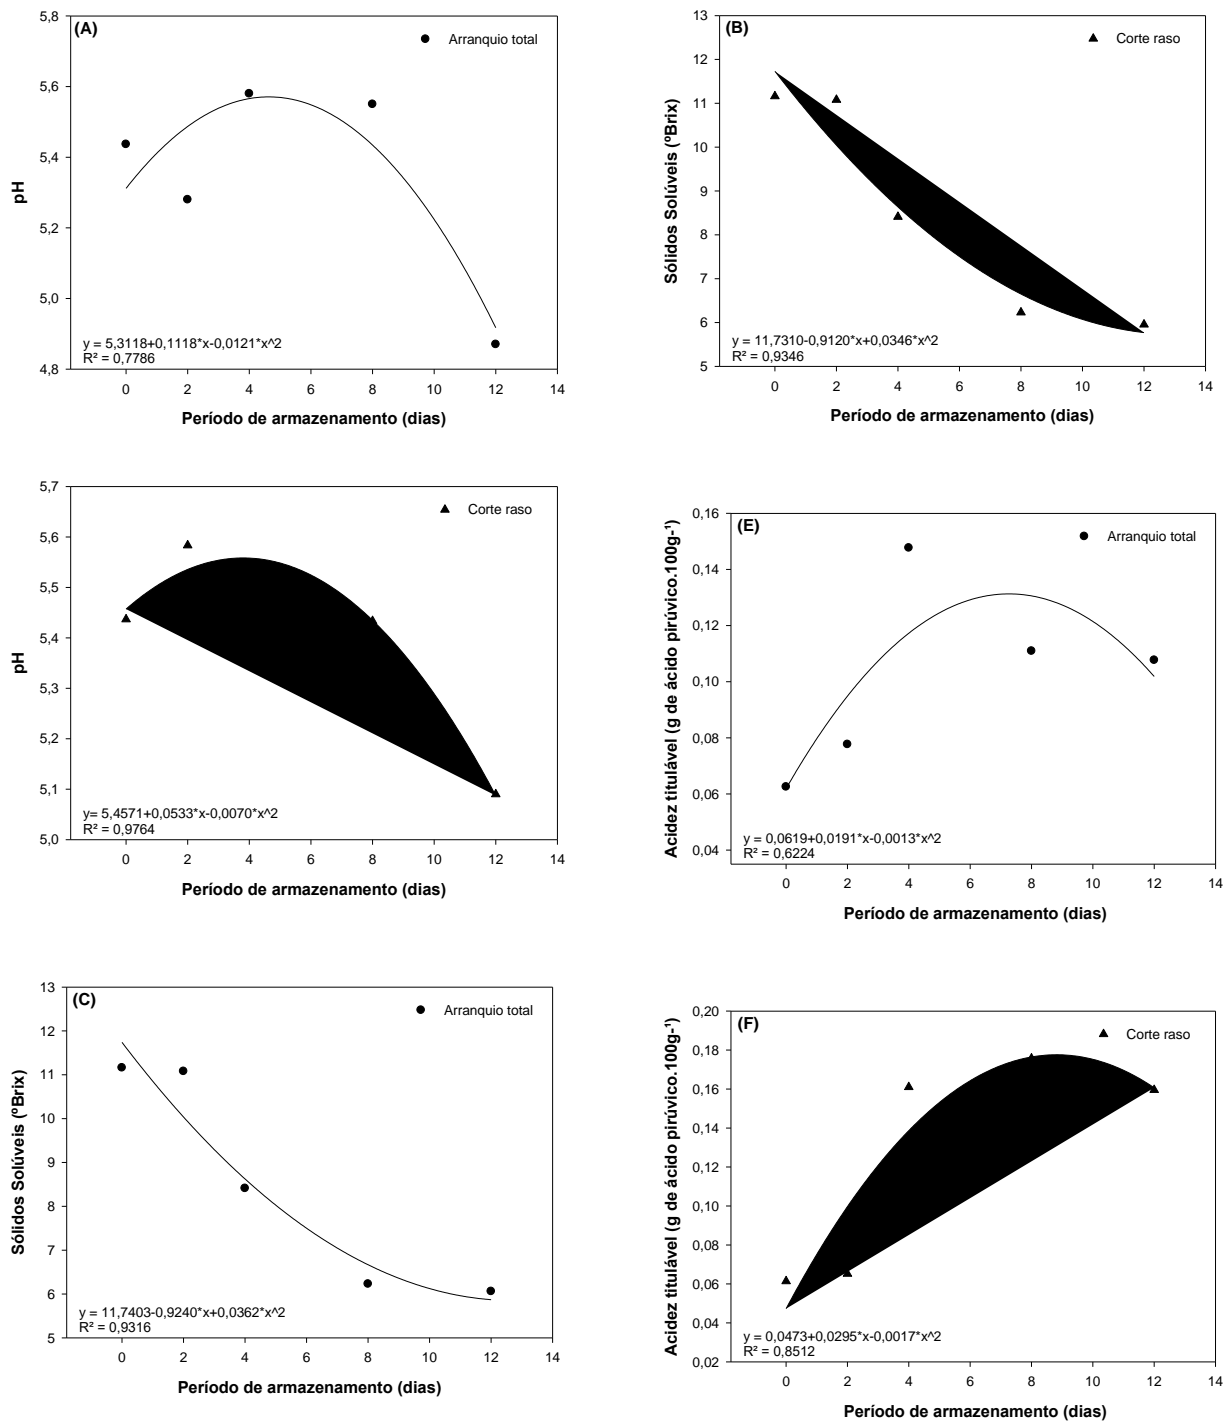 (A)
Arranquio total
5,8
5,6
5,4
5,2
5,0
4,8
pH
y = 5,3118+0,1118*x-0,0121*x^2
R² = 0,7786
0 2 4 6 8 10 12 14
Período de armazenamento (dias)
(B)
Corte raso
13
12
11
10
9
8
7
6
5
Sólidos Solúveis (ºBrix)
y = 11,7310-0,9120*x+0,0346*x^2
R² = 0,9346
0 2 4 6 8 10 12 14
Período de armazenamento (dias)
Corte raso
5,7
5,6
5,5
5,4
5,3
5,2
5,1
5,0
pH
y= 5,4571+0,0533*x-0,0070*x^2
R² = 0,9764
0 2 4 6 8 10 12 14
Período de armazenamento (dias)
(E)
Arranquio total
0,16
0,14
0,12
0,10
0,08
0,06
0,04
Acidez titulável (g de ácido pirúvico.100g-¹)
y = 0,0619+0,0191*x-0,0013*x^2
R² = 0,6224
0 2 4 6 8 10 12 14
Período de armazenamento (dias)
(C)
Arranquio total
13
12
11
10
9
8
7
6
5
Sólidos Solúveis (ºBrix)
y = 11,7403-0,9240*x+0,0362*x^2
R² = 0,9316
0 2 4 6 8 10 12 14
Período de armazenamento (dias)
(F)
Corte raso
0,20
0,18
0,16
0,14
0,12
0,10
0,08
0,06
0,04
0,02
Acidez titulável (g de ácido pirúvico.100g-¹)
y = 0,0473+0,0295*x-0,0017*x^2
R² = 0,8512
0 2 4 6 8 10 12 14
Período de armazenamento (dias)